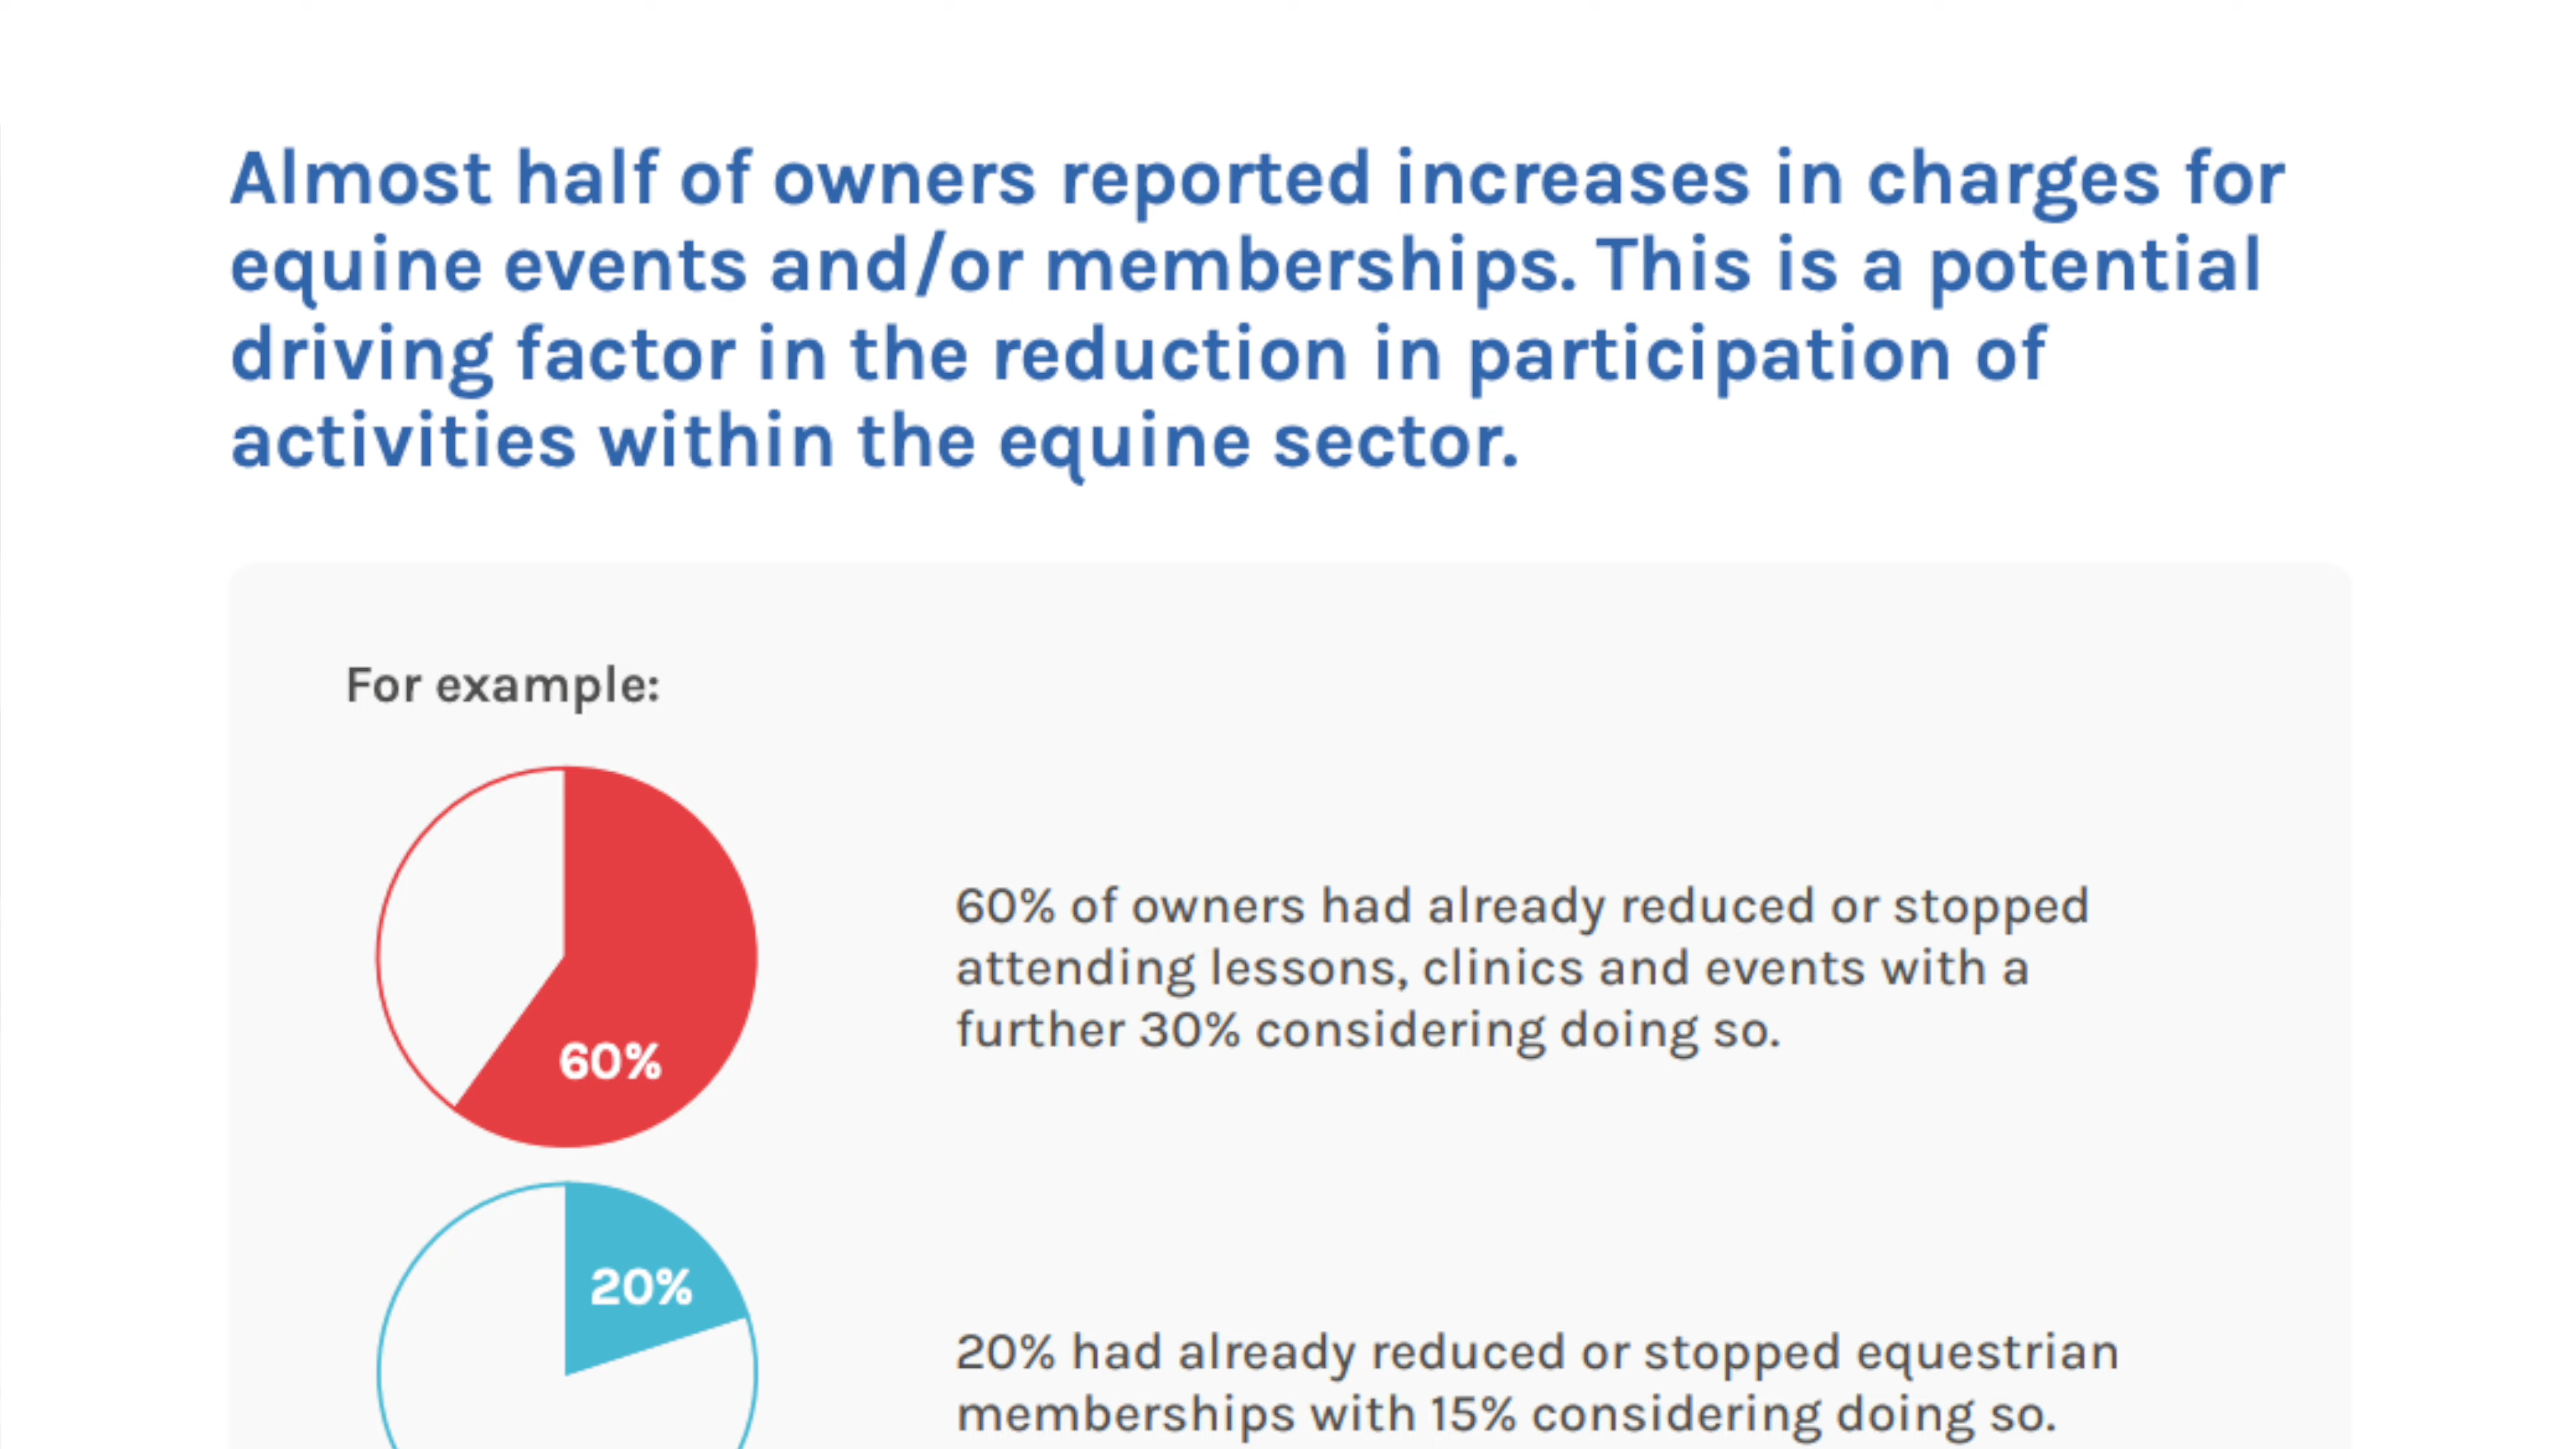 Almost half of owners reported increases in charges for
equine events and/or memberships. This is a potential
driving factor in the reduction in participation of
activities within the equine sector.
For example:
60%
60% of owners had already reduced or stopped
attending lessons, clinics and events with a
further 30% considering doing so.
20%
20% had already reduced or stopped equestrian
memberships with 15% considering doing so.